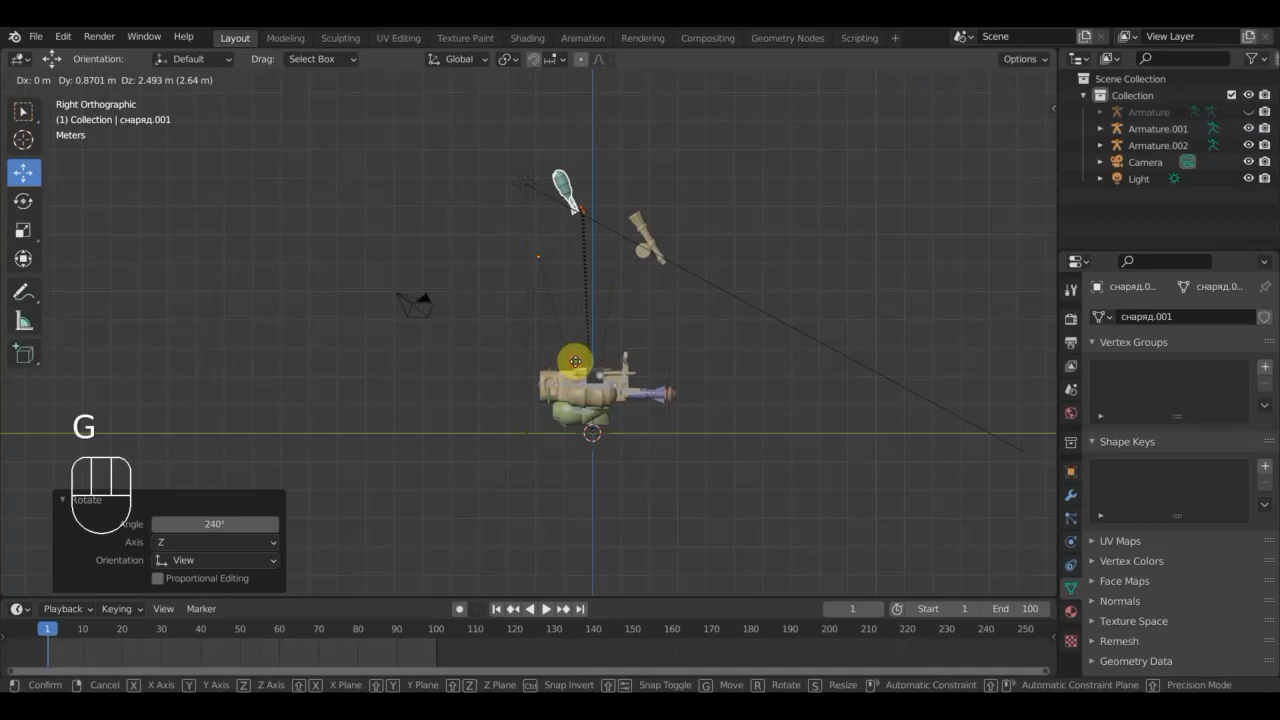 File Edit Render Window Help Layout Modeling Sculpting UV Editing Texture Paint Shading Animation Rendering Compositing Geometry Nodes Scripting + Scene View Layer
Orientation: Default Drag: Select Box Global Options
Dx: 0 m Dy: 0.8701 m Dz: 2.493 m (2.64 m)
Right Orthographic
(1) Collection | снаряд.001
Meters
Scene Collection
Collection
Armature
Armature.001
Armature.002
Camera
Light
снаряд.0... снаряд.0...
снаряд.001
Vertex Groups
Shape Keys
UV Maps
Vertex Colors
Face Maps
Normals
Texture Space
Remesh
Geometry Data
G
Rotate
Angle 240°
Axis Z
Orientation View
Proportional Editing
Playback Keying View Marker 1 Start 1 End 100
1 10 20 30 40 50 60 70 80 90 100 110 120 130 140 150 160 170 180 190 200 210 220 230 240 250
Confirm Cancel X X Axis Y Y Axis Z Z Axis X X Plane Y Y Plane Z Z Plane Ctrl Snap Invert Snap Toggle G Move R Rotate S Resize Automatic Constraint Automatic Constraint Plane Precision Mode